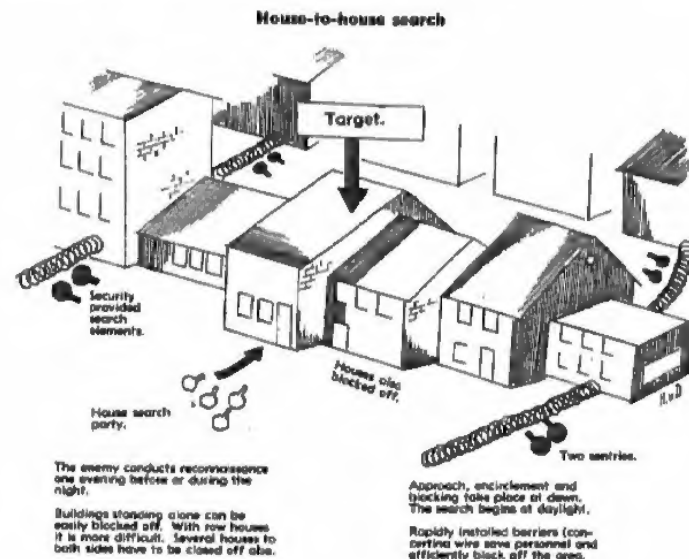 House-to-house search
Target.
Security
provided
search
elements.
House search
party.
Houses also
blocked off.
H.v.D
Two sentries.
The enemy conducts reconnaissance
one evening before or during the
night.
Buildings standing alone can be
easily blocked off. With row houses
it is more difficult. Several houses to
both sides have to be closed off also.
Approach, encirclement and
blocking take place at dawn.
The search begins at daylight.
Rapidly installed barriers (con-
certina wire save personnel and
efficiently block off the area.